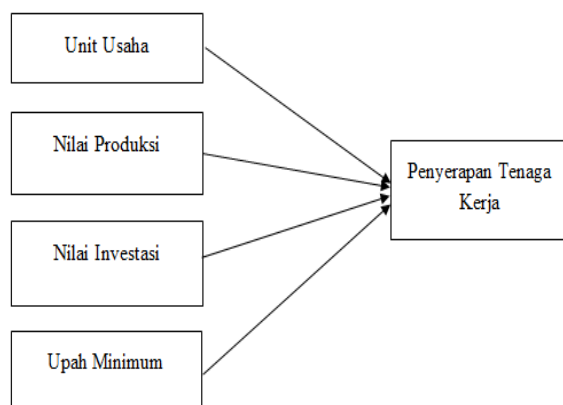 Unit Usaha
Nilai Produksi
Penyerapan Tenaga
Kerja
Nilai Investasi
Upah Minimum